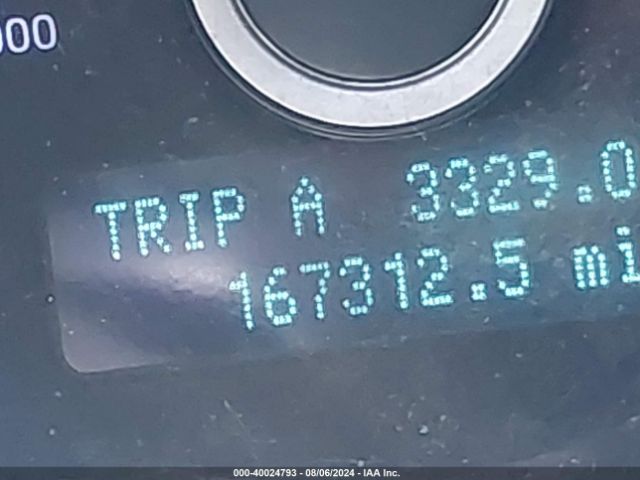 000
TRIP A 3329.0
167312.5 mi
000-40024793 - 08/06/2024 - IAA Inc.